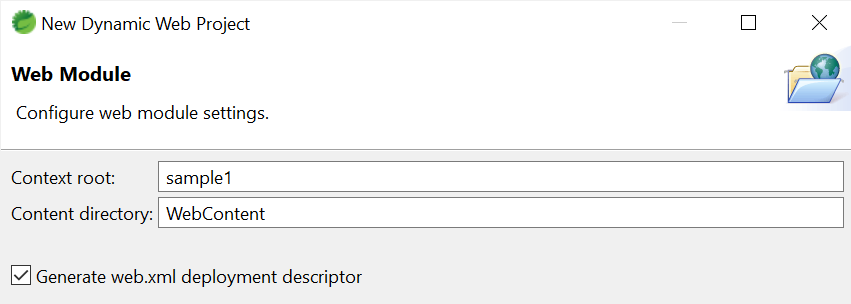 New Dynamic Web Project
Web Module
Configure web module settings.
Context root: sample1
Content directory: WebContent
Generate web.xml deployment descriptor